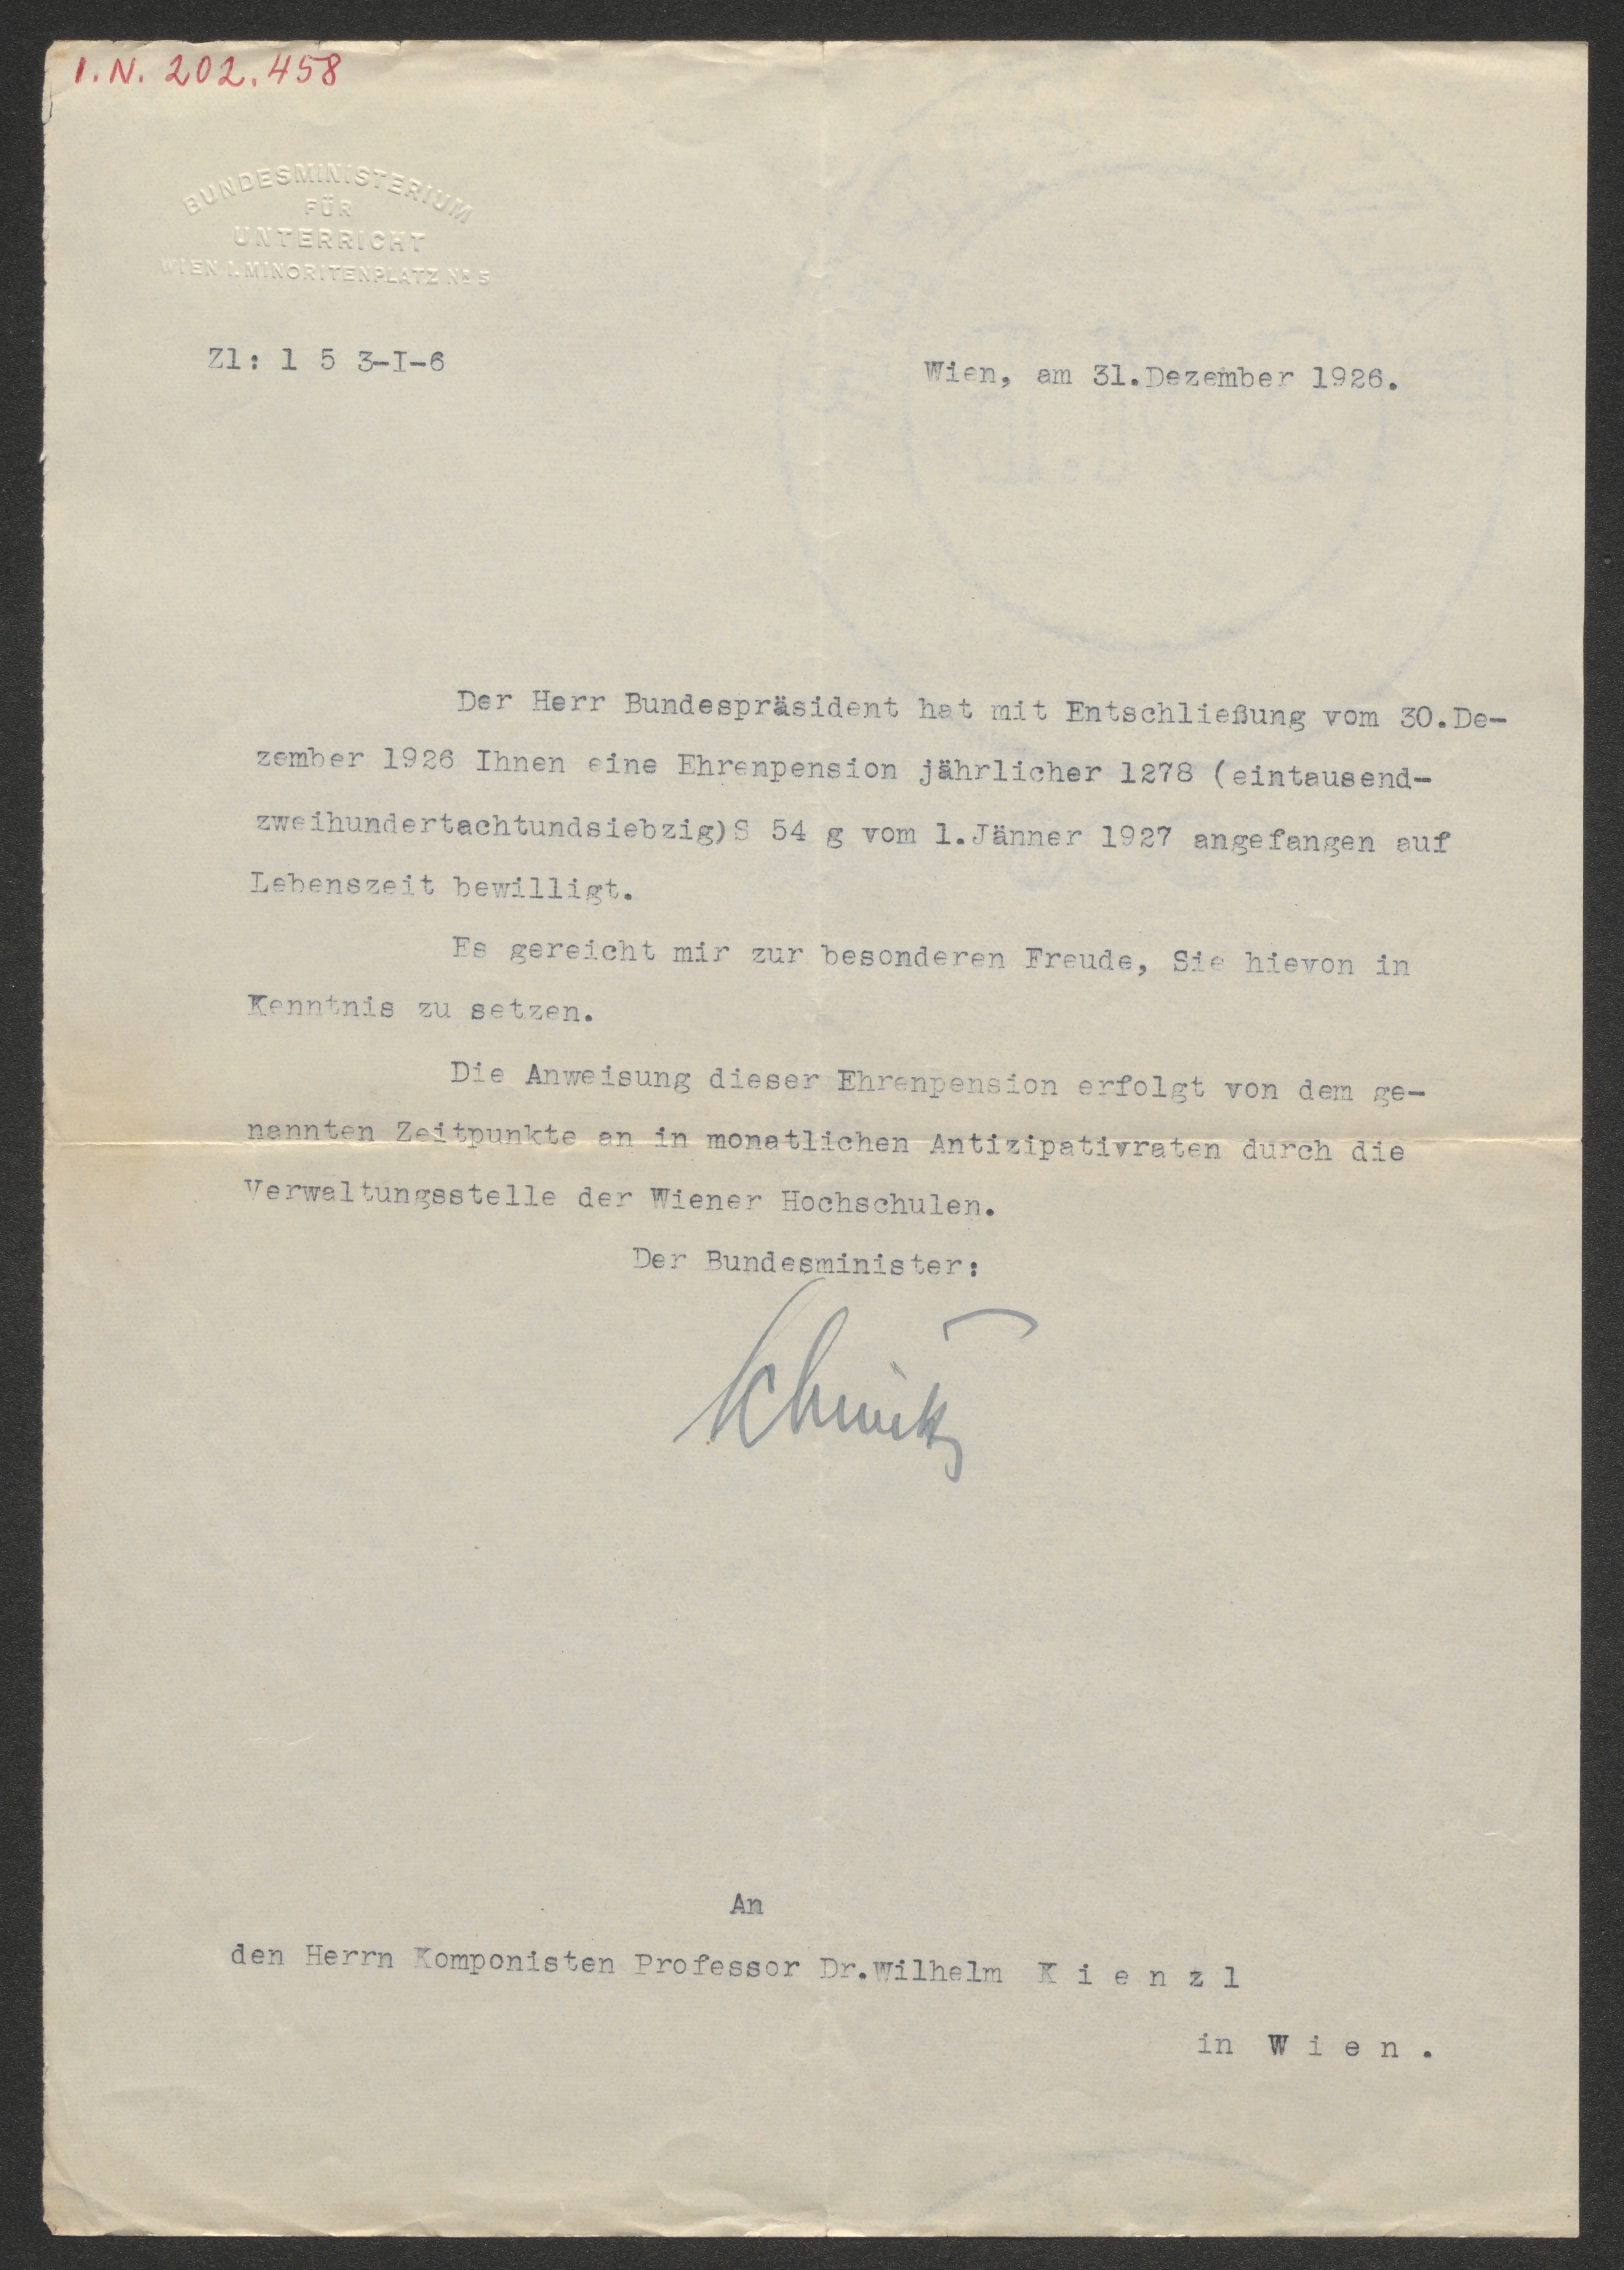 I.N. 202.458
BUNDESMINISTERIUM
FÜR
UNTERRICHT
WIEN I. MINORITENPLATZ Nº 5
Zl: 1 5 3-I-6
Wien, am 31.Dezember 1926.
Der Herr Bundespräsident hat mit Entschließung vom 30.De-
zember 1926 Ihnen eine Ehrenpension jährlicher 1278 (eintausend-
zweihundertachtundsiebzig)S 54 g vom 1.Jänner 1927 angefangen auf
Lebenszeit bewilligt.
Es gereicht mir zur besonderen Freude, Sie hievon in
Kenntnis zu setzen.
Die Anweisung dieser Ehrenpension erfolgt von dem ge-
nannten Zeitpunkte an in monatlichen Antizipativraten durch die
Verwaltungsstelle der Wiener Hochschulen.
Der Bundesminister:
Schmitz
An
den Herrn Komponisten Professor Dr.Wilhelm K i e n z l
in W i e n .